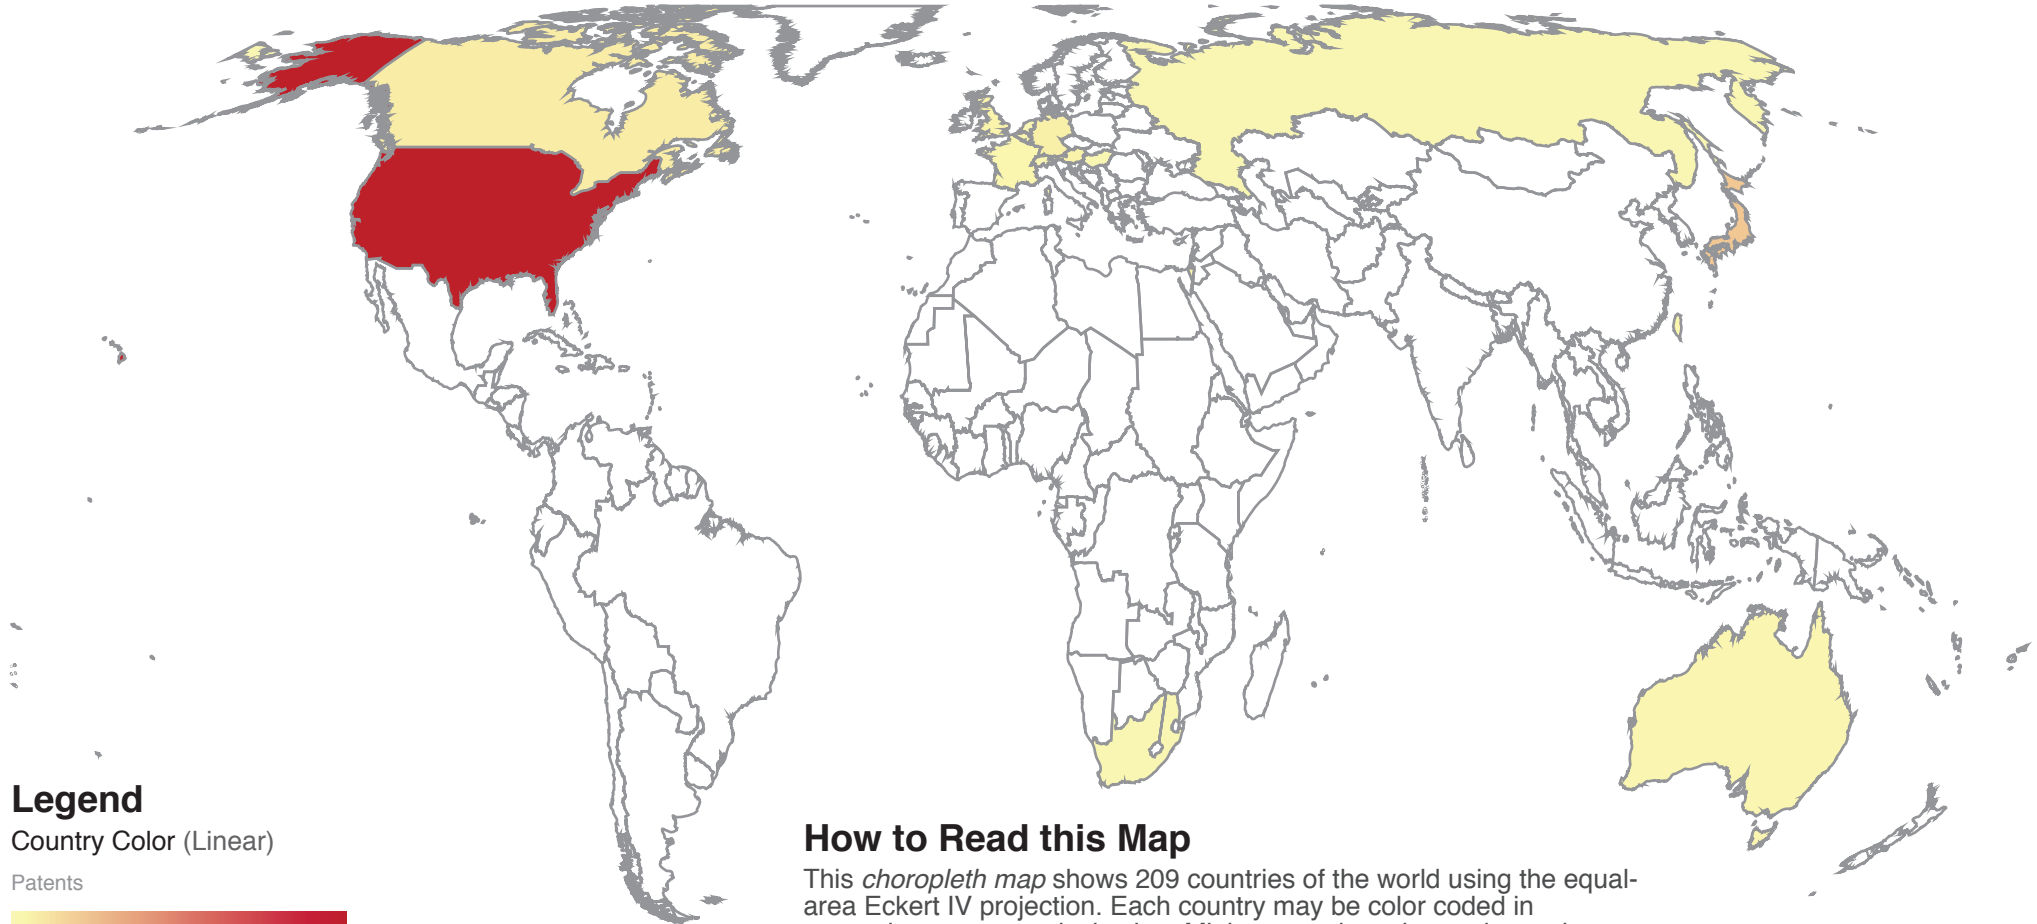 Legend
Country Color (Linear)
Patents
How to Read this Map
This choropleth map shows 209 countries of the world using the equal-
area Eckert IV projection. Each country may be color coded in